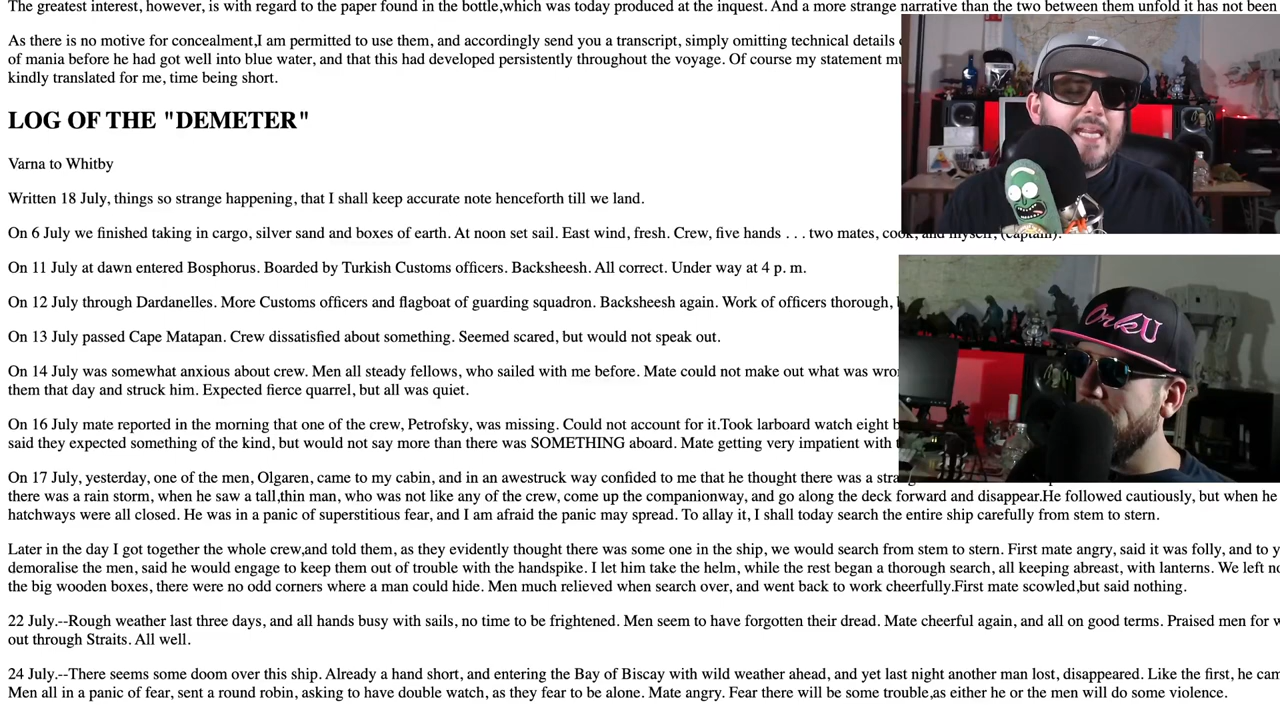 The greatest interest, however, is with regard to the paper found in the bottle,which was today produced at the inquest. And a more strange narrative than the two between them unfold it has not been
As there is no motive for concealment,I am permitted to use them, and accordingly send you a transcript, simply omitting technical details
of mania before he had got well into blue water, and that this had developed persistently throughout the voyage. Of course my statement
kindly translated for me, time being short.
LOG OF THE "DEMETER"
Varna to Whitby
Written 18 July, things so strange happening, that I shall keep accurate note henceforth till we land.
On 6 July we finished taking in cargo, silver sand and boxes of earth. At noon set sail. East wind, fresh. Crew, five hands . . . two mates, cook, and myself, (captain).
On 11 July at dawn entered Bosphorus. Boarded by Turkish Customs officers. Backsheesh. All correct. Under way at 4 p. m.
On 12 July through Dardanelles. More Customs officers and flagboat of guarding squadron. Backsheesh again. Work of officers thorough,
On 13 July passed Cape Matapan. Crew dissatisfied about something. Seemed scared, but would not speak out.
On 14 July was somewhat anxious about crew. Men all steady fellows, who sailed with me before. Mate could not make out what was
them that day and struck him. Expected fierce quarrel, but all was quiet.
On 16 July mate reported in the morning that one of the crew, Petrofsky, was missing. Could not account for it.Took larboard watch eight
said they expected something of the kind, but would not say more than there was SOMETHING aboard. Mate getting very impatient with
On 17 July, yesterday, one of the men, Olgaren, came to my cabin, and in an awestruck way confided to me that he thought there was a
there was a rain storm, when he saw a tall,thin man, who was not like any of the crew, come up the companionway, and go along the deck forward and disappear.He followed cautiously, but when he
hatchways were all closed. He was in a panic of superstitious fear, and I am afraid the panic may spread. To allay it, I shall today search the entire ship carefully from stem to stern.
Later in the day I got together the whole crew,and told them, as they evidently thought there was some one in the ship, we would search from stem to stern. First mate angry, said it was folly, and to
demoralise the men, said he would engage to keep them out of trouble with the handspike. I let him take the helm, while the rest began a thorough search, all keeping abreast, with lanterns. We left
the big wooden boxes, there were no odd corners where a man could hide. Men much relieved when search over, and went back to work cheerfully.First mate scowled,but said nothing.
22 July.--Rough weather last three days, and all hands busy with sails, no time to be frightened. Men seem to have forgotten their dread. Mate cheerful again, and all on good terms. Praised men for
out through Straits. All well.
24 July.--There seems some doom over this ship. Already a hand short, and entering the Bay of Biscay with wild weather ahead, and yet last night another man lost, disappeared. Like the first, he
Men all in a panic of fear, sent a round robin, asking to have double watch, as they fear to be alone. Mate angry. Fear there will be some trouble,as either he or the men will do some violence.
OrkU